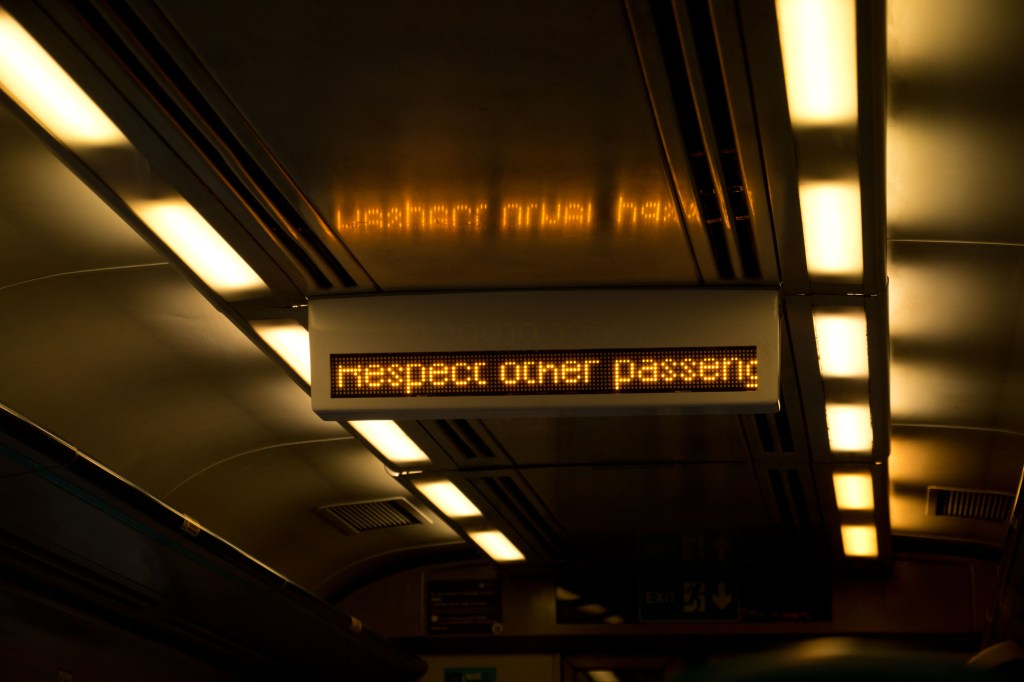 Respect other passeng
EXIT